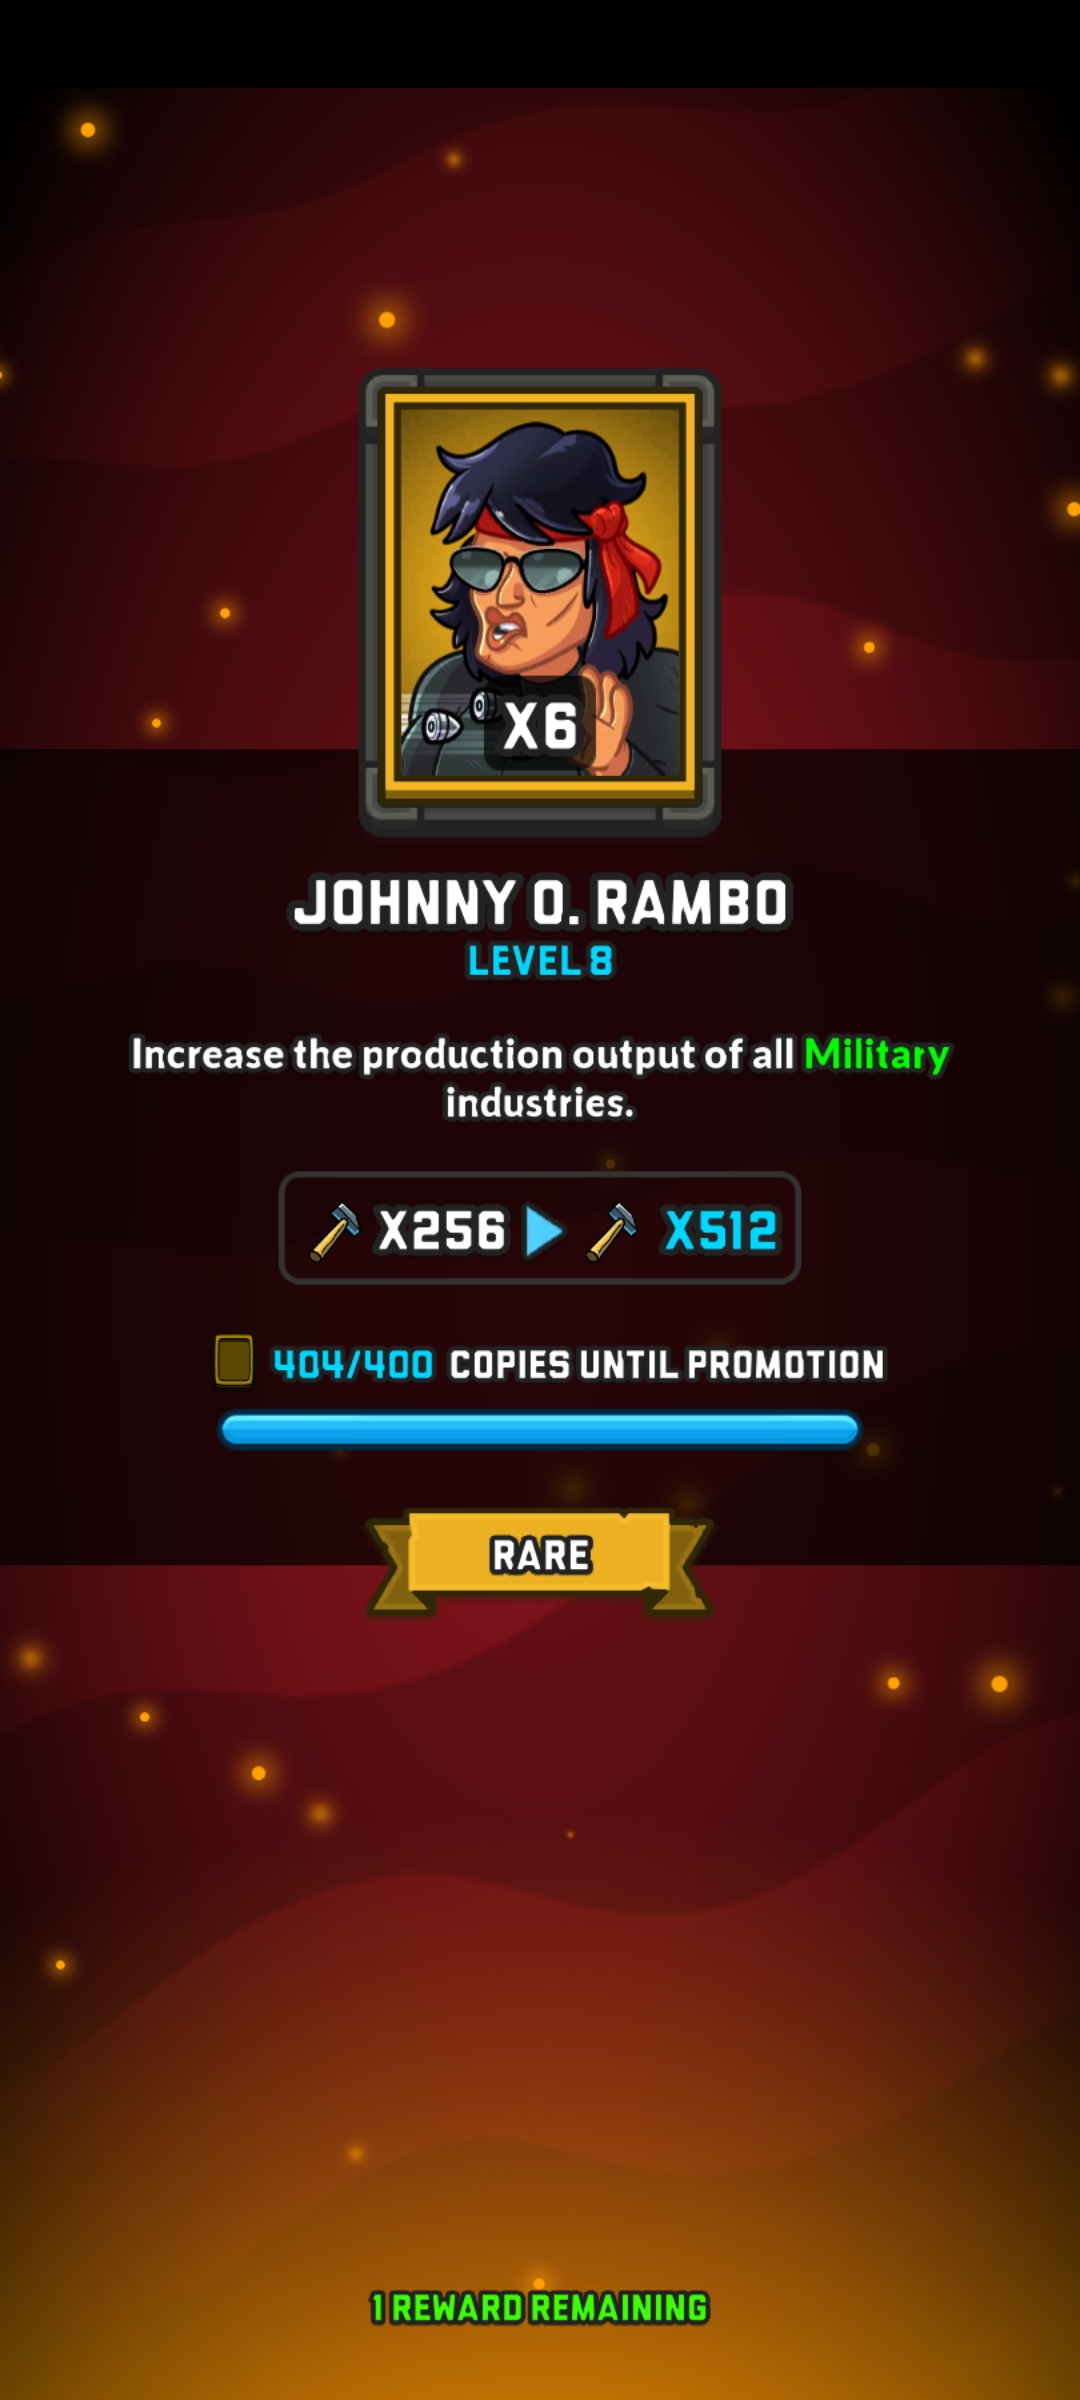 X6
JOHNNY O. RAMBO
LEVEL 8
Increase the production output of all Military
industries.
X256 X512
404/400 COPIES UNTIL PROMOTION
RARE
1 REWARD REMAINING